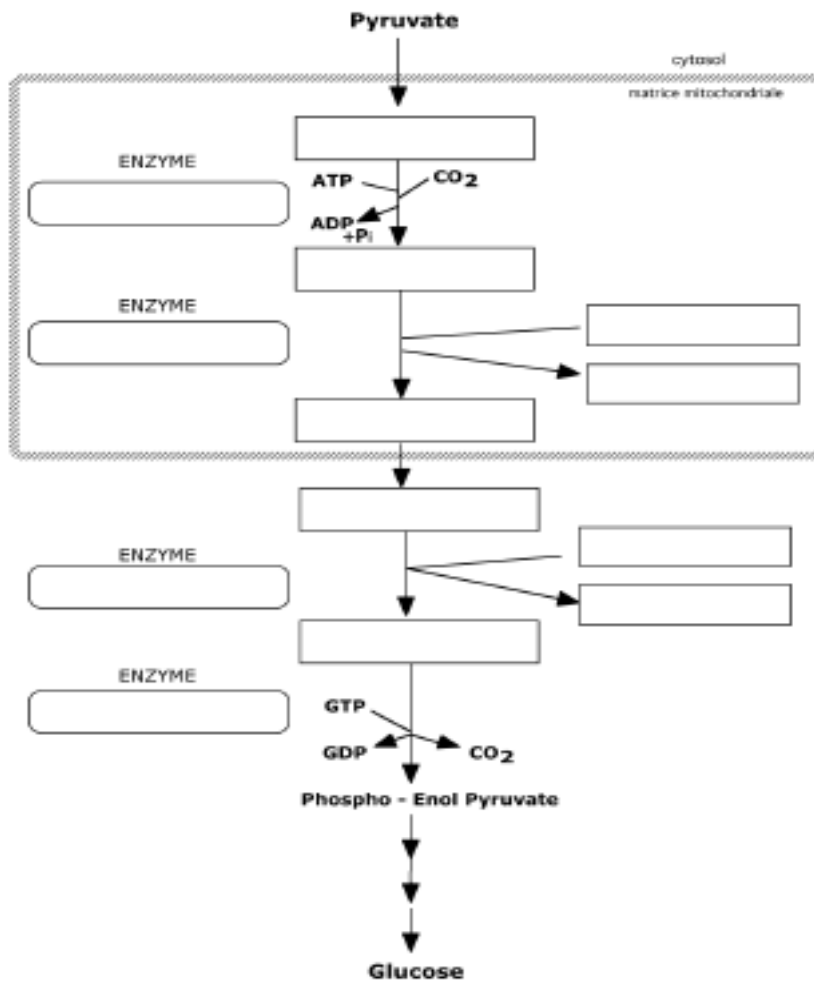 Pyruvate
cytosol
matrice mitochondriale
ENZYME
ATP
CO2
ADP
+Pi
ENZYME
ENZYME
ENZYME
GTP
GDP
CO2
Phospho - Enol Pyruvate
Glucose